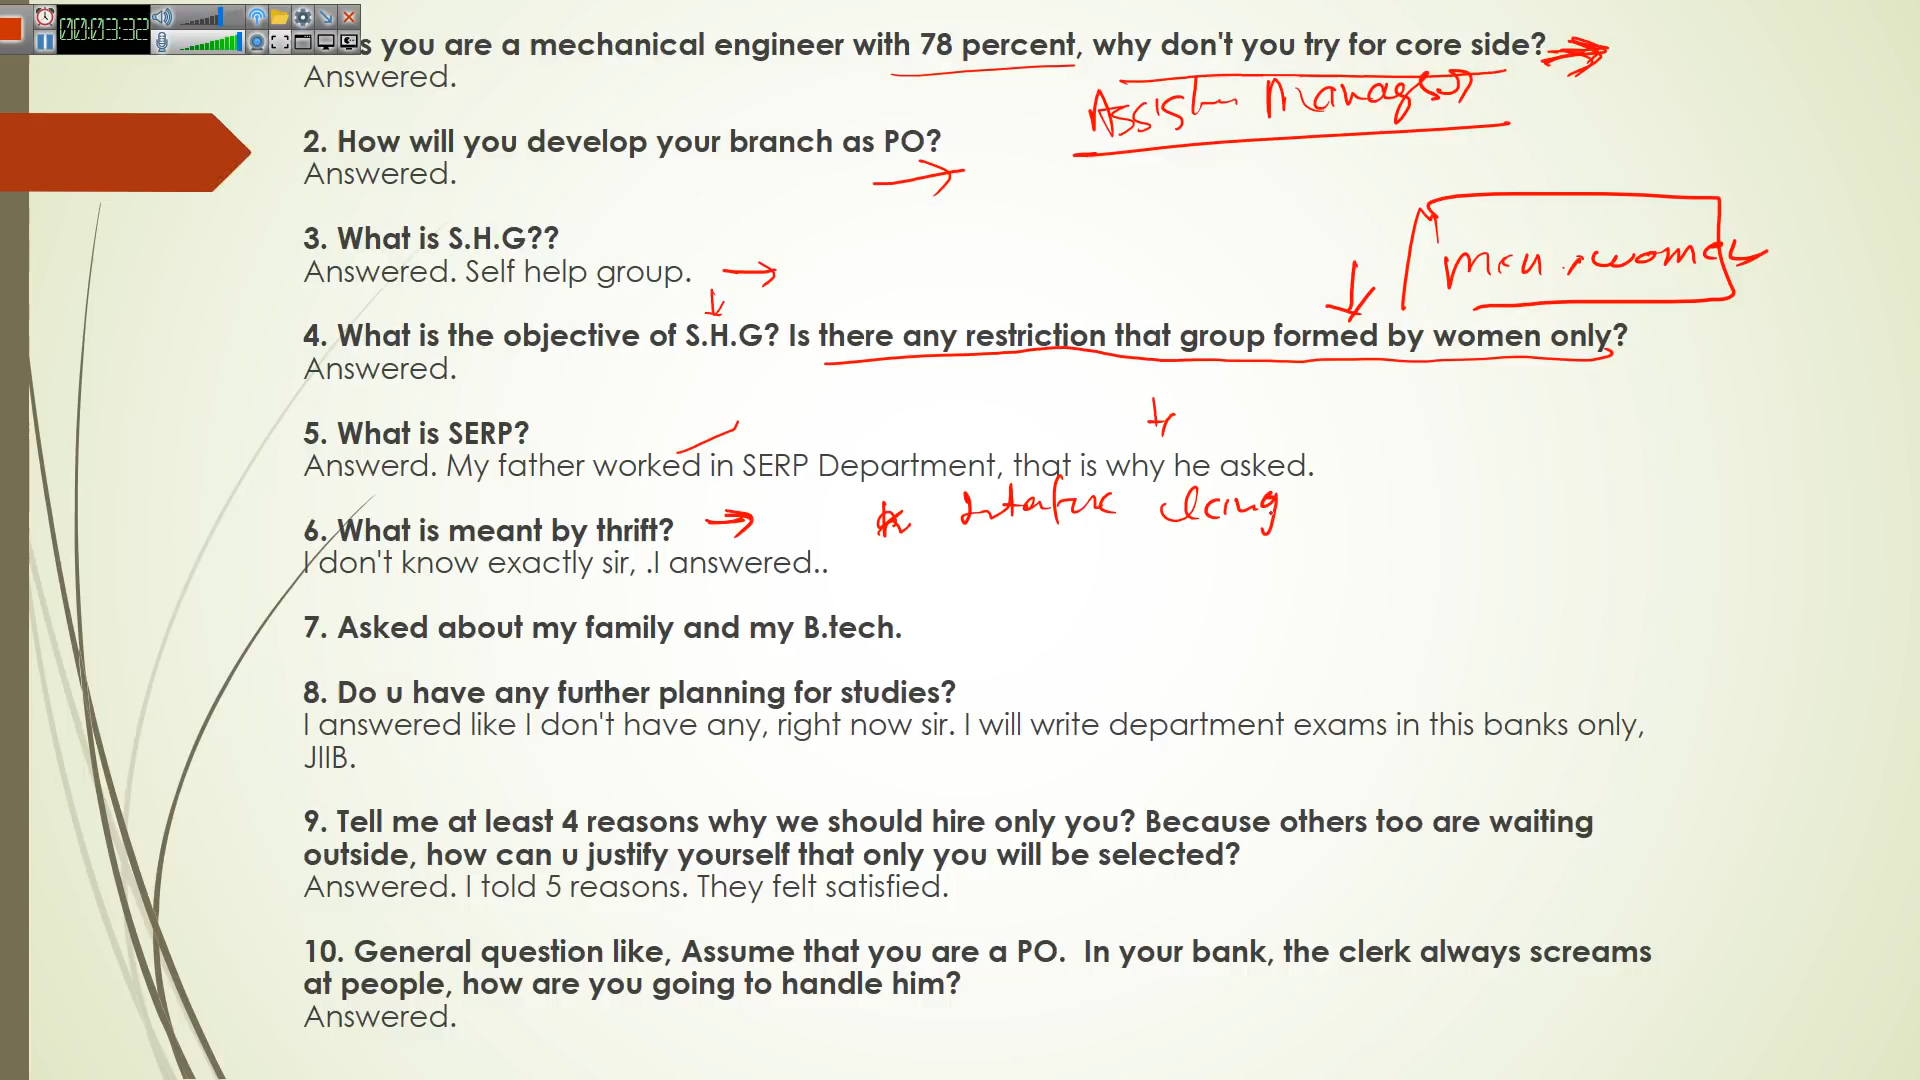 00:03:32
s you are a mechanical engineer with 78 percent, why don't you try for core side?
Answered.
Manag(s)
2. How will you develop your branch as PO?
Answered.
3. What is S.H.G??
Answered. Self help group.
men, women
4. What is the objective of S.H.G? Is there any restriction that group formed by women only?
Answered.
5. What is SERP?
Answerd. My father worked in SERP Department, that is why he asked.
6. What is meant by thrift?
I don't know exactly sir, .I answered..
7. Asked about my family and my B.tech.
8. Do u have any further planning for studies?
I answered like I don't have any, right now sir. I will write department exams in this banks only,
JIIB.
9. Tell me at least 4 reasons why we should hire only you? Because others too are waiting
outside, how can u justify yourself that only you will be selected?
Answered. I told 5 reasons. They felt satisfied.
10. General question like, Assume that you are a PO.  In your bank, the clerk always screams
at people, how are you going to handle him?
Answered.